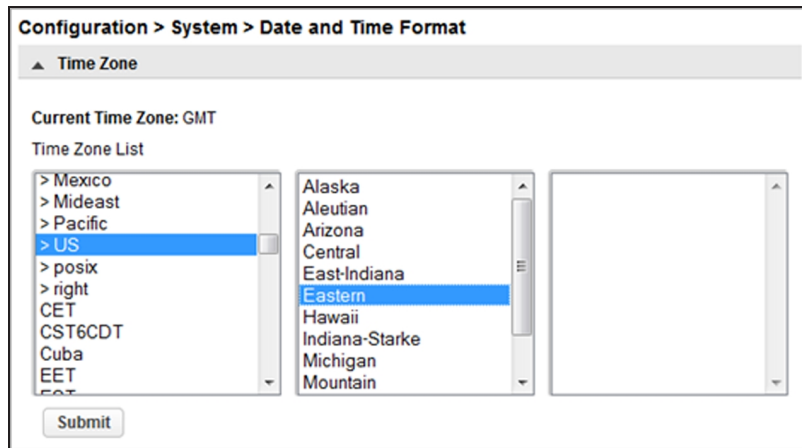 Configuration > System > Date and Time Format
Time Zone
Current Time Zone: GMT
Time Zone List
> Mexico
> Mideast
> Pacific
> US
> posix
> right
CET
CST6CDT
Cuba
EET
EST
Alaska
Aleutian
Arizona
Central
East-Indiana
Eastern
Hawaii
Indiana-Starke
Michigan
Mountain
Submit